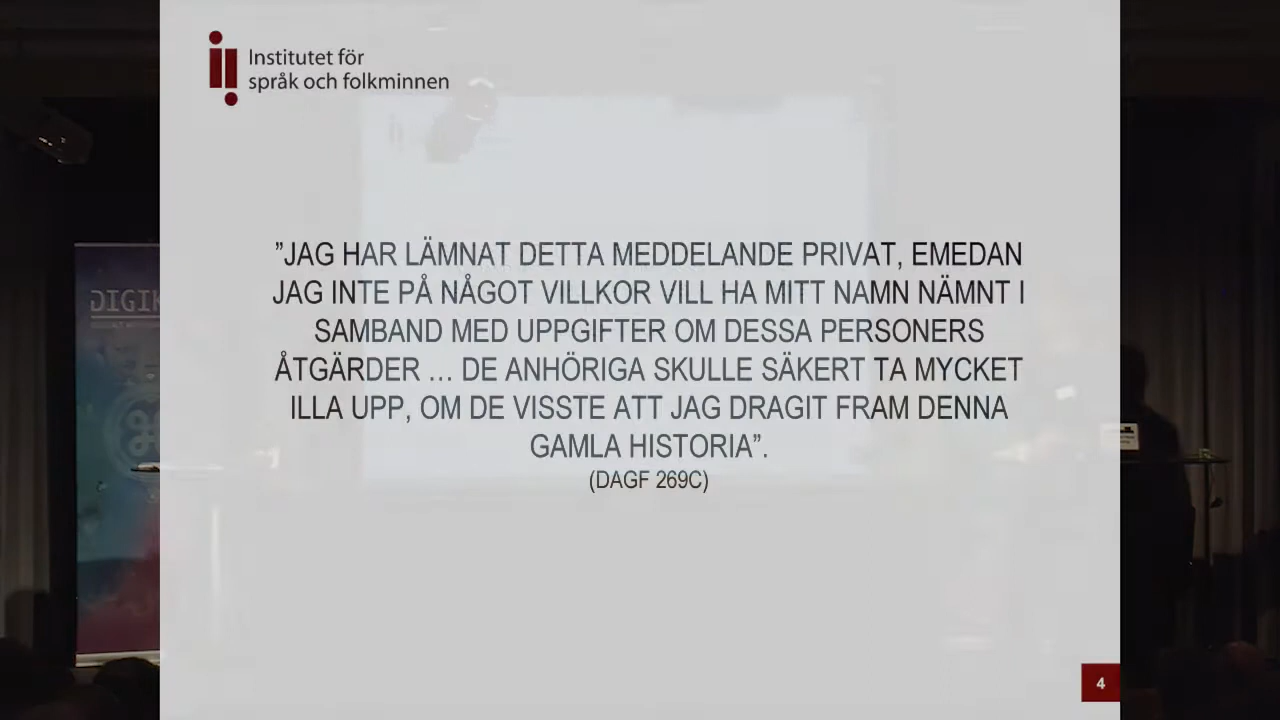 Institutet för
språk och folkminnen
”JAG HAR LÄMNAT DETTA MEDDELANDE PRIVAT, EMEDAN
JAG INTE PÅ NÅGOT VILLKOR VILL HA MITT NAMN NÄMNT I
SAMBAND MED UPPGIFTER OM DESSA PERSONERS
ÅTGÄRDER … DE ANHÖRIGA SKULLE SÄKERT TA MYCKET
ILLA UPP, OM DE VISSTE ATT JAG DRAGIT FRAM DENNA
GAMLA HISTORIA”.
(DAGF 269C)
DIGIK
4